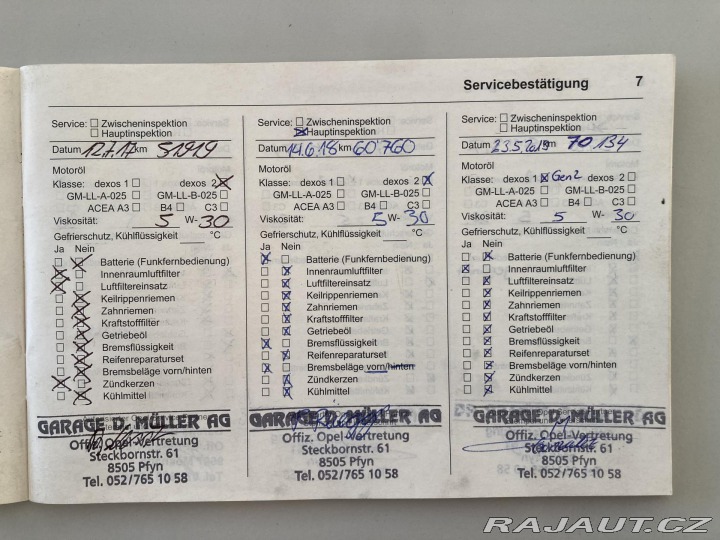 Servicebestätigung 7
Service: Zwischeninspektion
Hauptinspektion
Datum 12.7.17 km 51919
Motoröl
Klasse: dexos 1 dexos 2
GM-LL-A-025 GM-LL-B-025
ACEA A3 B4 C3
Viskosität: 5 W- 30
Gefrierschutz, Kühlflüssigkeit °C
Ja Nein
Batterie (Funkfernbedienung)
Innenraumluftfilter
Luftfiltereinsatz
Keilrippenriemen
Zahnriemen
Kraftstofffilter
Getriebeöl
Bremsflüssigkeit
Reifenreparaturset
Bremsbeläge vorn/hinten
Zündkerzen
Kühlmittel
GARAGE D. MÜLLER AG
Offiz. Opel-Vertretung
Steckbornstr. 61
8505 Pfyn
Tel. 052/765 10 58
Service: Zwischeninspektion
Hauptinspektion
Datum 14.6.18 km 60760
Motoröl
Klasse: dexos 1 dexos 2
GM-LL-A-025 GM-LL-B-025
ACEA A3 B4 C3
Viskosität: 5 W- 30
Gefrierschutz, Kühlflüssigkeit °C
Ja Nein
Batterie (Funkfernbedienung)
Innenraumluftfilter
Luftfiltereinsatz
Keilrippenriemen
Zahnriemen
Kraftstofffilter
Getriebeöl
Bremsflüssigkeit
Reifenreparaturset
Bremsbeläge vorn/hinten
Zündkerzen
Kühlmittel
GARAGE D. MÜLLER AG
Offiz. Opel-Vertretung
Steckbornstr. 61
8505 Pfyn
Tel. 052/765 10 58
Service: Zwischeninspektion
Hauptinspektion
Datum 23.5.2019 km 70 134
Motoröl
Klasse: dexos 1 Gen2 dexos 2
GM-LL-A-025 GM-LL-B-025
ACEA A3 B4 C3
Viskosität: 5 W- 30
Gefrierschutz, Kühlflüssigkeit °C
Ja Nein
Batterie (Funkfernbedienung)
Innenraumluftfilter
Luftfiltereinsatz
Keilrippenriemen
Zahnriemen
Kraftstofffilter
Getriebeöl
Bremsflüssigkeit
Reifenreparaturset
Bremsbeläge vorn/hinten
Zündkerzen
Kühlmittel
GARAGE D. MÜLLER AG
Offiz. Opel-Vertretung
Steckbornstr. 61
8505 Pfyn
Tel. 052/765 10 58
RAJAUT.CZ